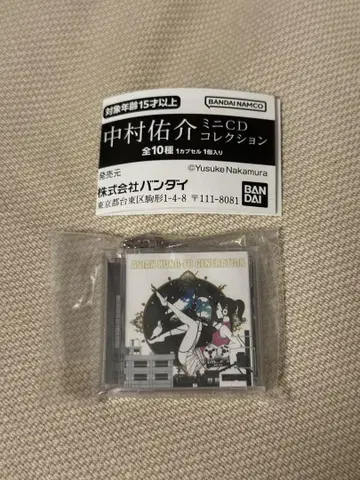 対象年齢15才以上
BANDAI NAMCO
中村佑介 ミニCD
コレクション
全10種 1カプセル 1個入り
©Yusuke Nakamura
発売元
株式会社バンダイ
東京都台東区駒形1-4-8 〒111-8081
BAN
DAI
ASIAN KUNG-FU GENERATION